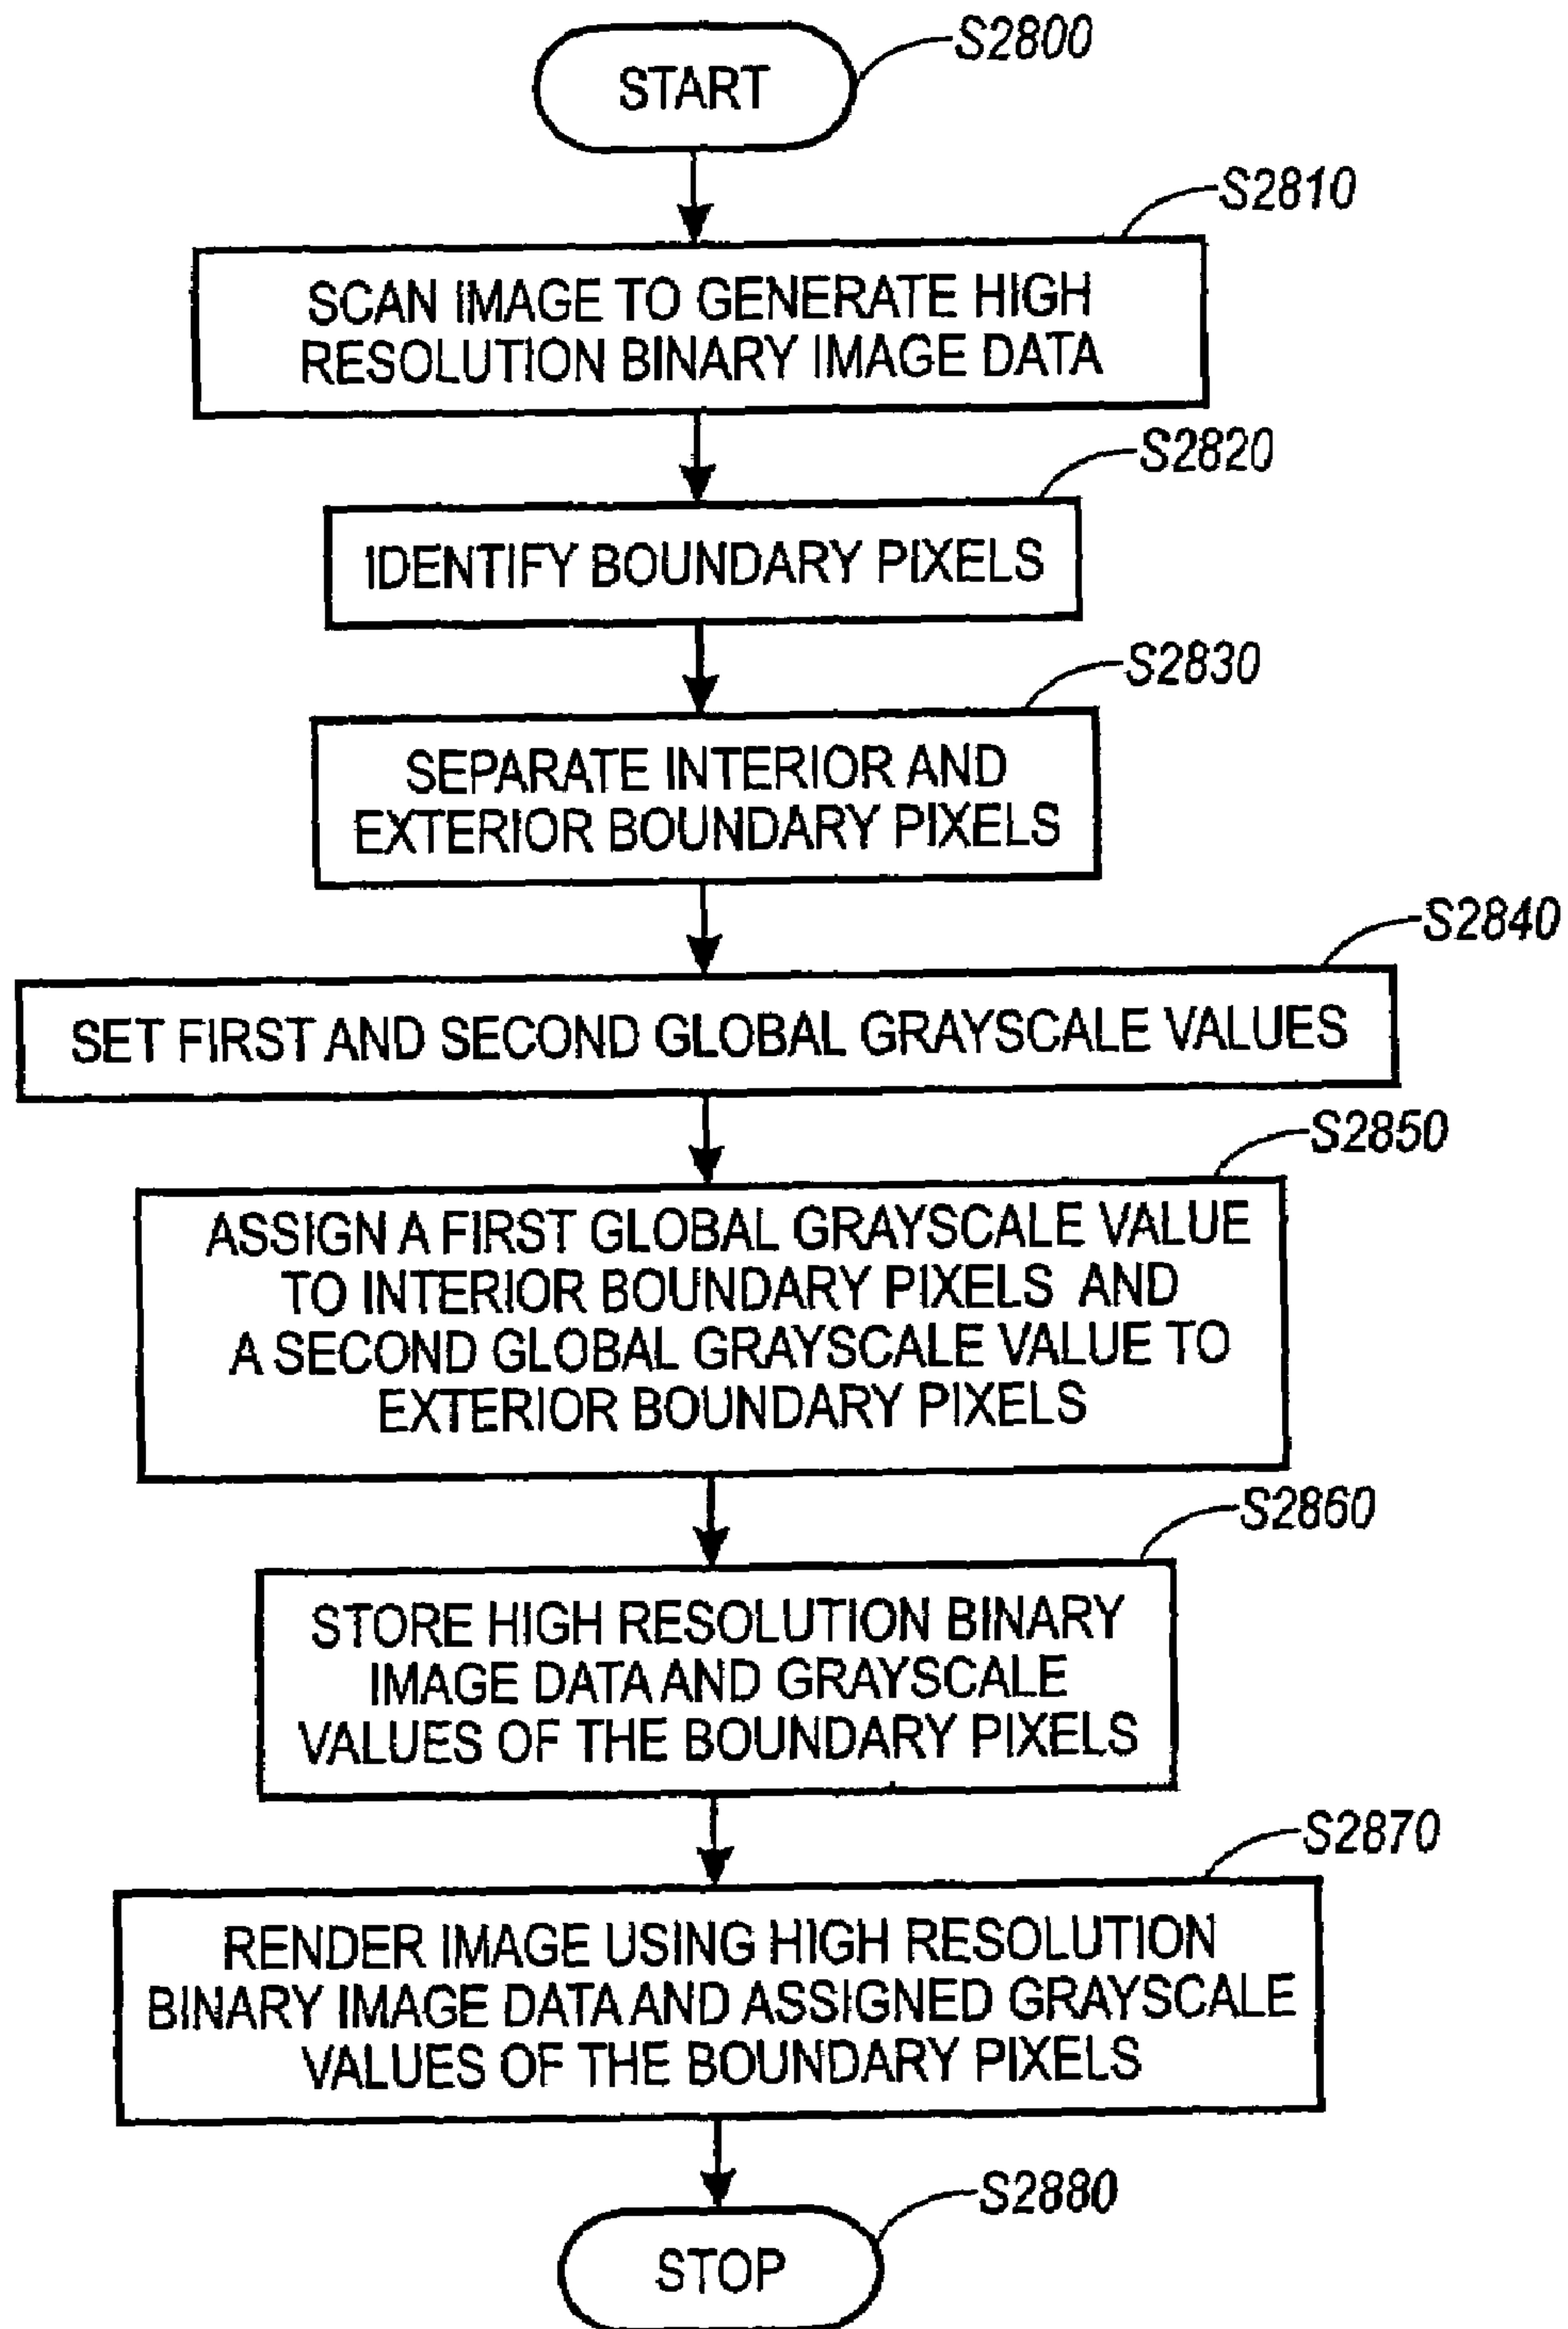 START
S2800
S2810
SCAN IMAGE TO GENERATE HIGH
RESOLUTION BINARY IMAGE DATA
S2820
IDENTIFY BOUNDARY PIXELS
S2830
SEPARATE INTERIOR AND
EXTERIOR BOUNDARY PIXELS
S2840
SET FIRST AND SECOND GLOBAL GRAYSCALE VALUES
S2850
ASSIGN A FIRST GLOBAL GRAYSCALE VALUE
TO INTERIOR BOUNDARY PIXELS AND
A SECOND GLOBAL GRAYSCALE VALUE TO
EXTERIOR BOUNDARY PIXELS
S2860
STORE HIGH RESOLUTION BINARY
IMAGE DATA AND GRAYSCALE
VALUES OF THE BOUNDARY PIXELS
S2870
RENDER IMAGE USING HIGH RESOLUTION
BINARY IMAGE DATA AND ASSIGNED GRAYSCALE
VALUES OF THE BOUNDARY PIXELS
S2880
STOP